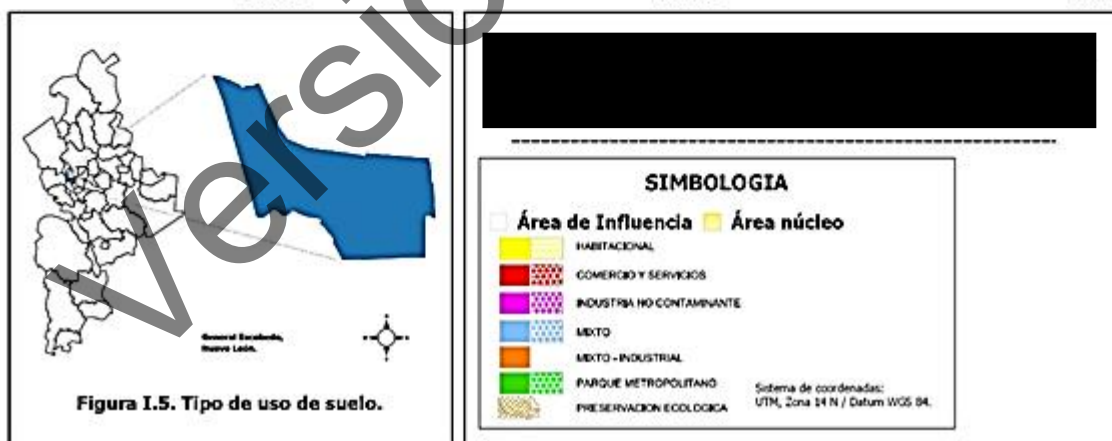 Versió
General Escobedo,
Nuevo León.
Figura I.5. Tipo de uso de suelo.
SIMBOLOGIA
Área de Influencia Área núcleo
HABITACIONAL
COMERCIO Y SERVICIOS
INDUSTRIA NO CONTAMINANTE
MIXTO
MIXTO - INDUSTRIAL
PARQUE METROPOLITANO
PRESERVACION ECOLOGICA
Sistema de coordenadas:
UTM, Zona 14 N / Datum WGS 84.